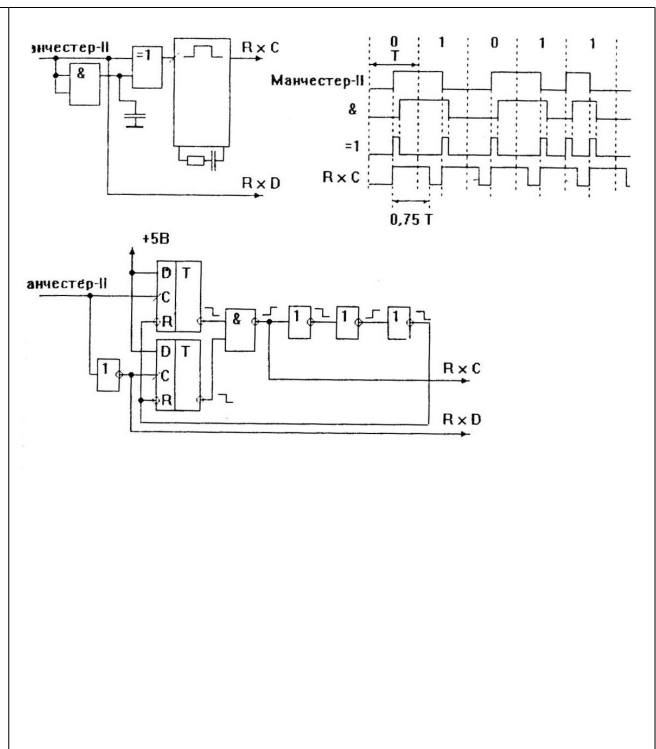 анчестер-II
&
=1
R x C
R x D
0 1 0 1 1
T
Манчестер-II
&
=1
R x C
0,75 T
+5В
анчестер-II
D T
C
R
D T
C
R
1
&
1
1
1
R x C
R x D